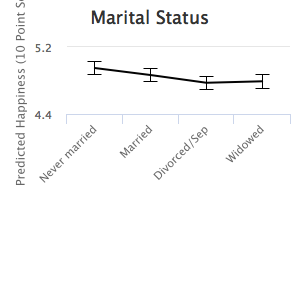 Marital Status
Predicted Happiness (10 Point
5.2
4.4
Never married
Married
Divorced/Sep
Widowed